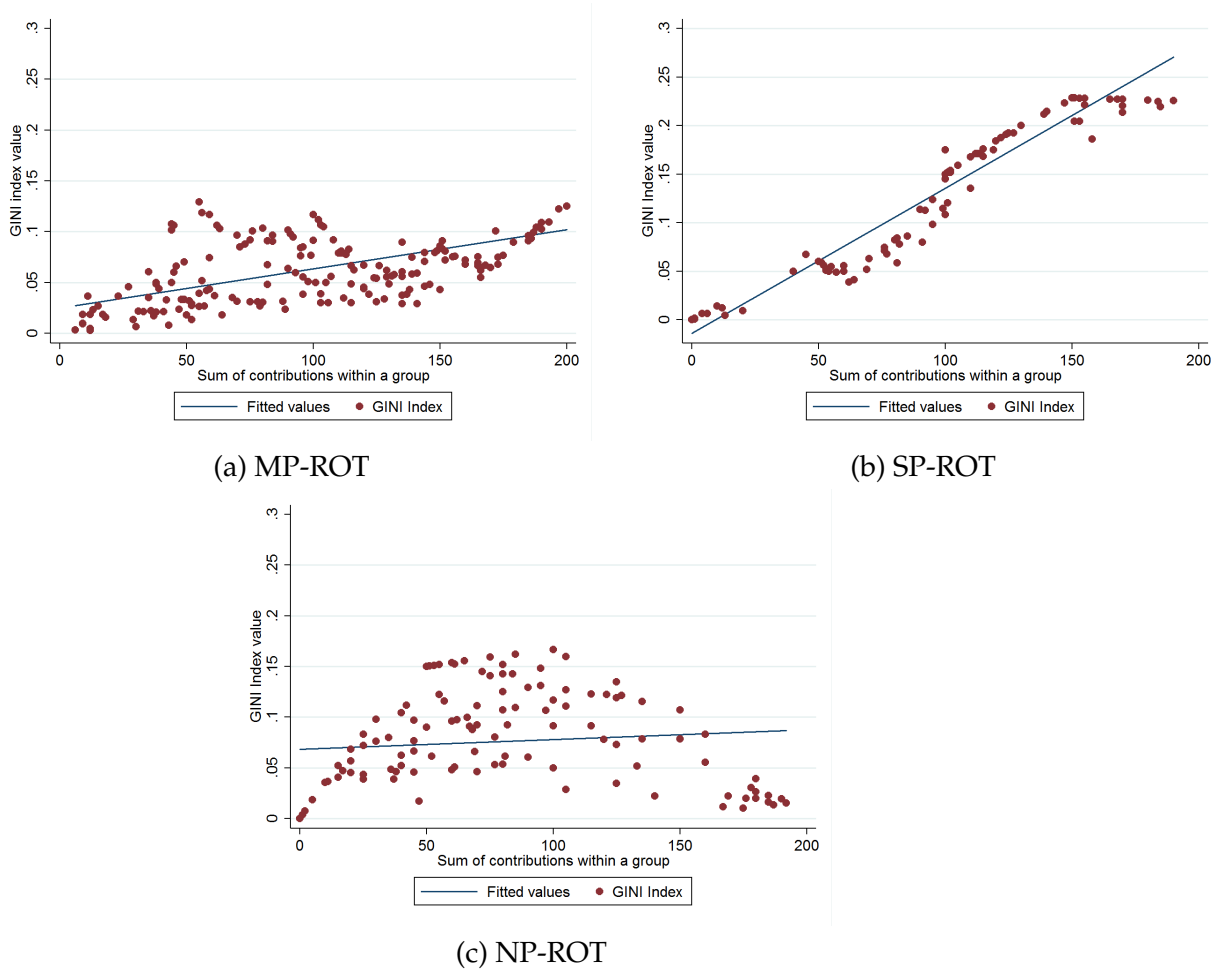 .3
.25
.2
.15
.1
.05
0
GINI index value
0 50 100 150 200
Sum of contributions within a group
Fitted values GINI Index
(a) MP-ROT
.3
.25
.2
.15
.1
.05
0
GINI Index value
0 50 100 150 200
Sum of contributions within a group
Fitted values GINI Index
(b) SP-ROT
.3
.25
.2
.15
.1
.05
0
GINI Index value
0 50 100 150 200
Sum of contributions within a group
Fitted values GINI Index
(c) NP-ROT